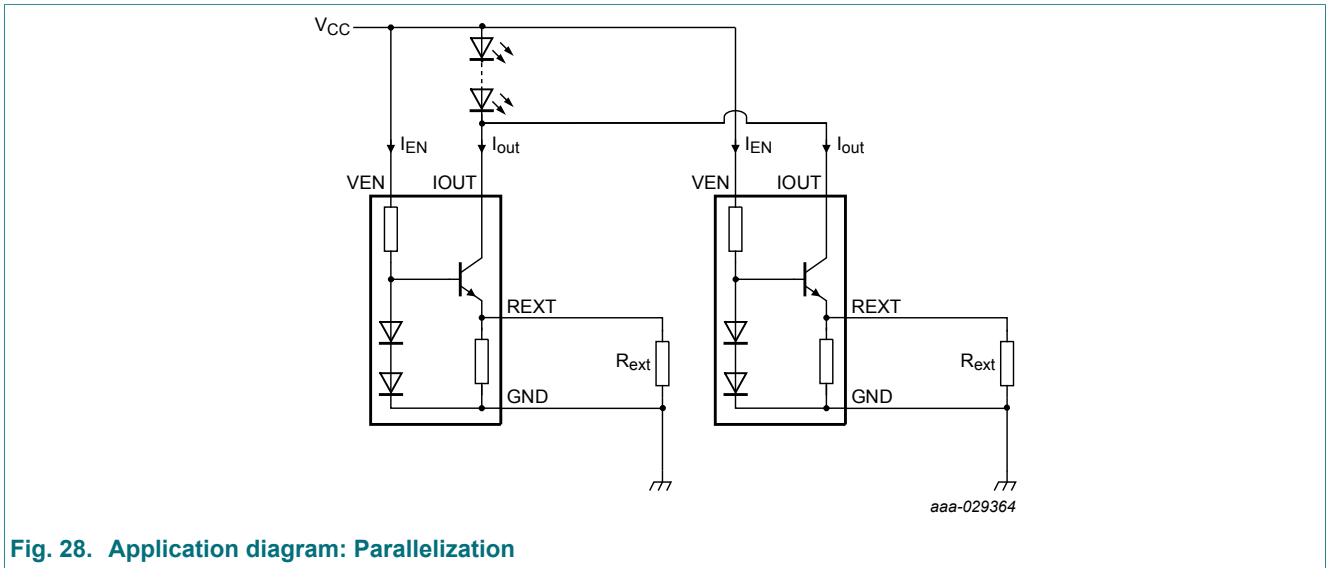 VCC
IEN Iout IEN Iout
VEN IOUT VEN IOUT
REXT REXT
Rext Rext
GND GND
aaa-029364
Fig. 28. Application diagram: Parallelization